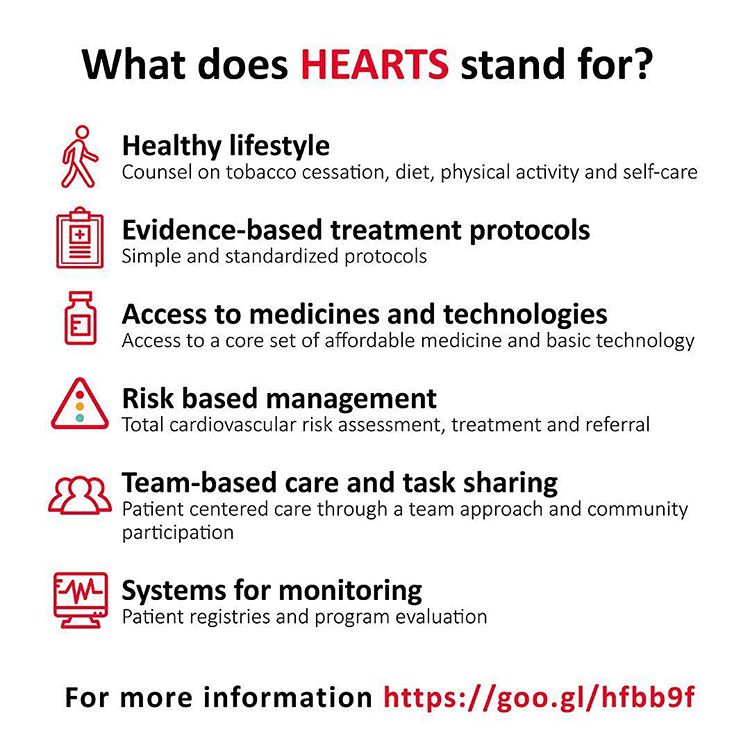 What does HEARTS stand for?
Healthy lifestyle
Counsel on tobacco cessation, diet, physical activity and self-care
Evidence-based treatment protocols
Simple and standardized protocols
Access to medicines and technologies
Access to a core set of affordable medicine and basic technology
Risk based management
Total cardiovascular risk assessment, treatment and referral
Team-based care and task sharing
Patient centered care through a team approach and community
participation
Systems for monitoring
Patient registries and program evaluation
For more information https://goo.gl/hfbb9f